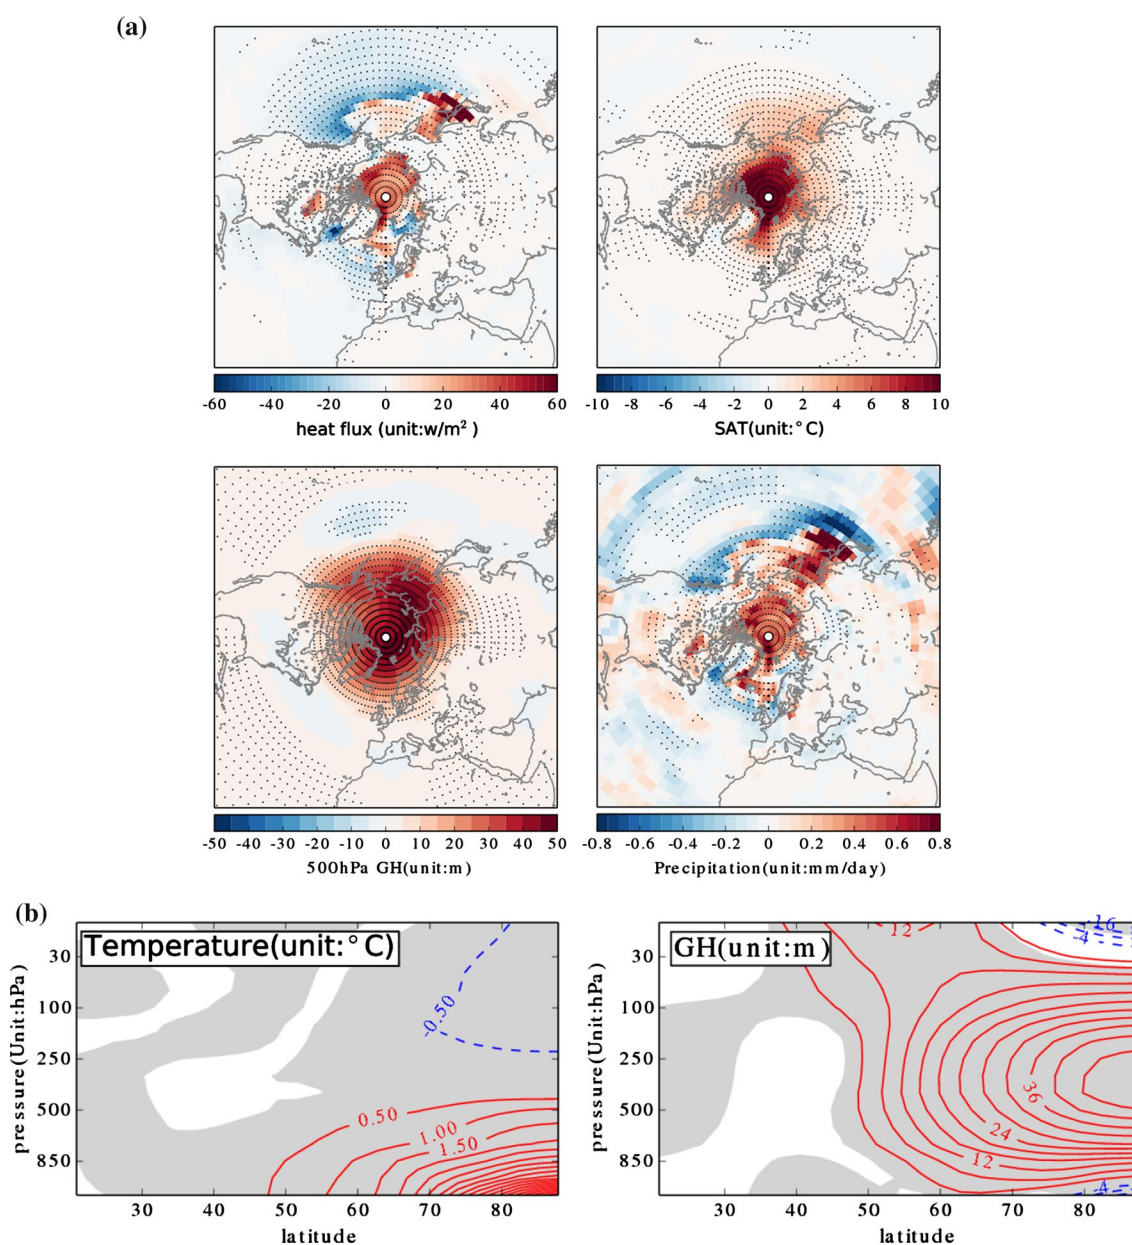 (a)
-60 -40 -20 0 20 40 60
heat flux (unit:w/m² )
-10 -8 -6 -4 -2 0 2 4 6 8 10
SAT(unit:°C)
-50 -40 -30 -20 -10 0 10 20 30 40 50
500hPa GH(unit:m)
-0.8 -0.6 -0.4 -0.2 0 0.2 0.4 0.6 0.8
Precipitation(unit:mm/day)
(b)
Temperature(unit:°C)
pressure(Unit:hPa)
30
100
250
500
850
-0.50
0.50
1.00
1.50
30 40 50 60 70 80
latitude
GH(unit:m)
pressure(Unit:hPa)
30
100
250
500
850
12
-16
-4
36
24
12
-4
30 40 50 60 70 80
latitude